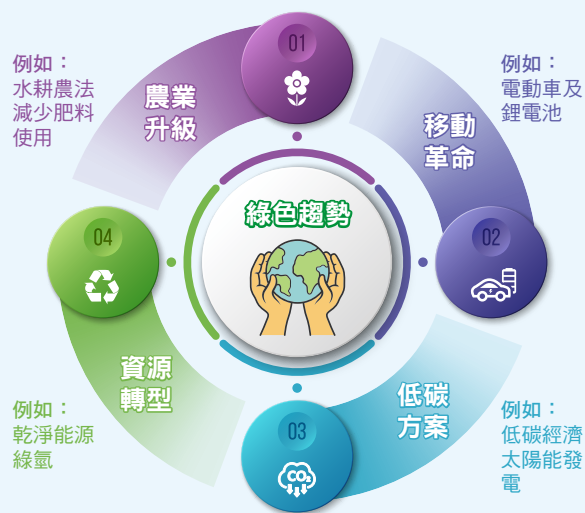 綠色趨勢
01
農業
升級
例如：
水耕農法
減少肥料
使用
02
移動
革命
例如：
電動車及
鋰電池
03
CO₂
低碳
方案
例如：
低碳經濟
太陽能發
電
04
資源
轉型
例如：
乾淨能源
綠氫